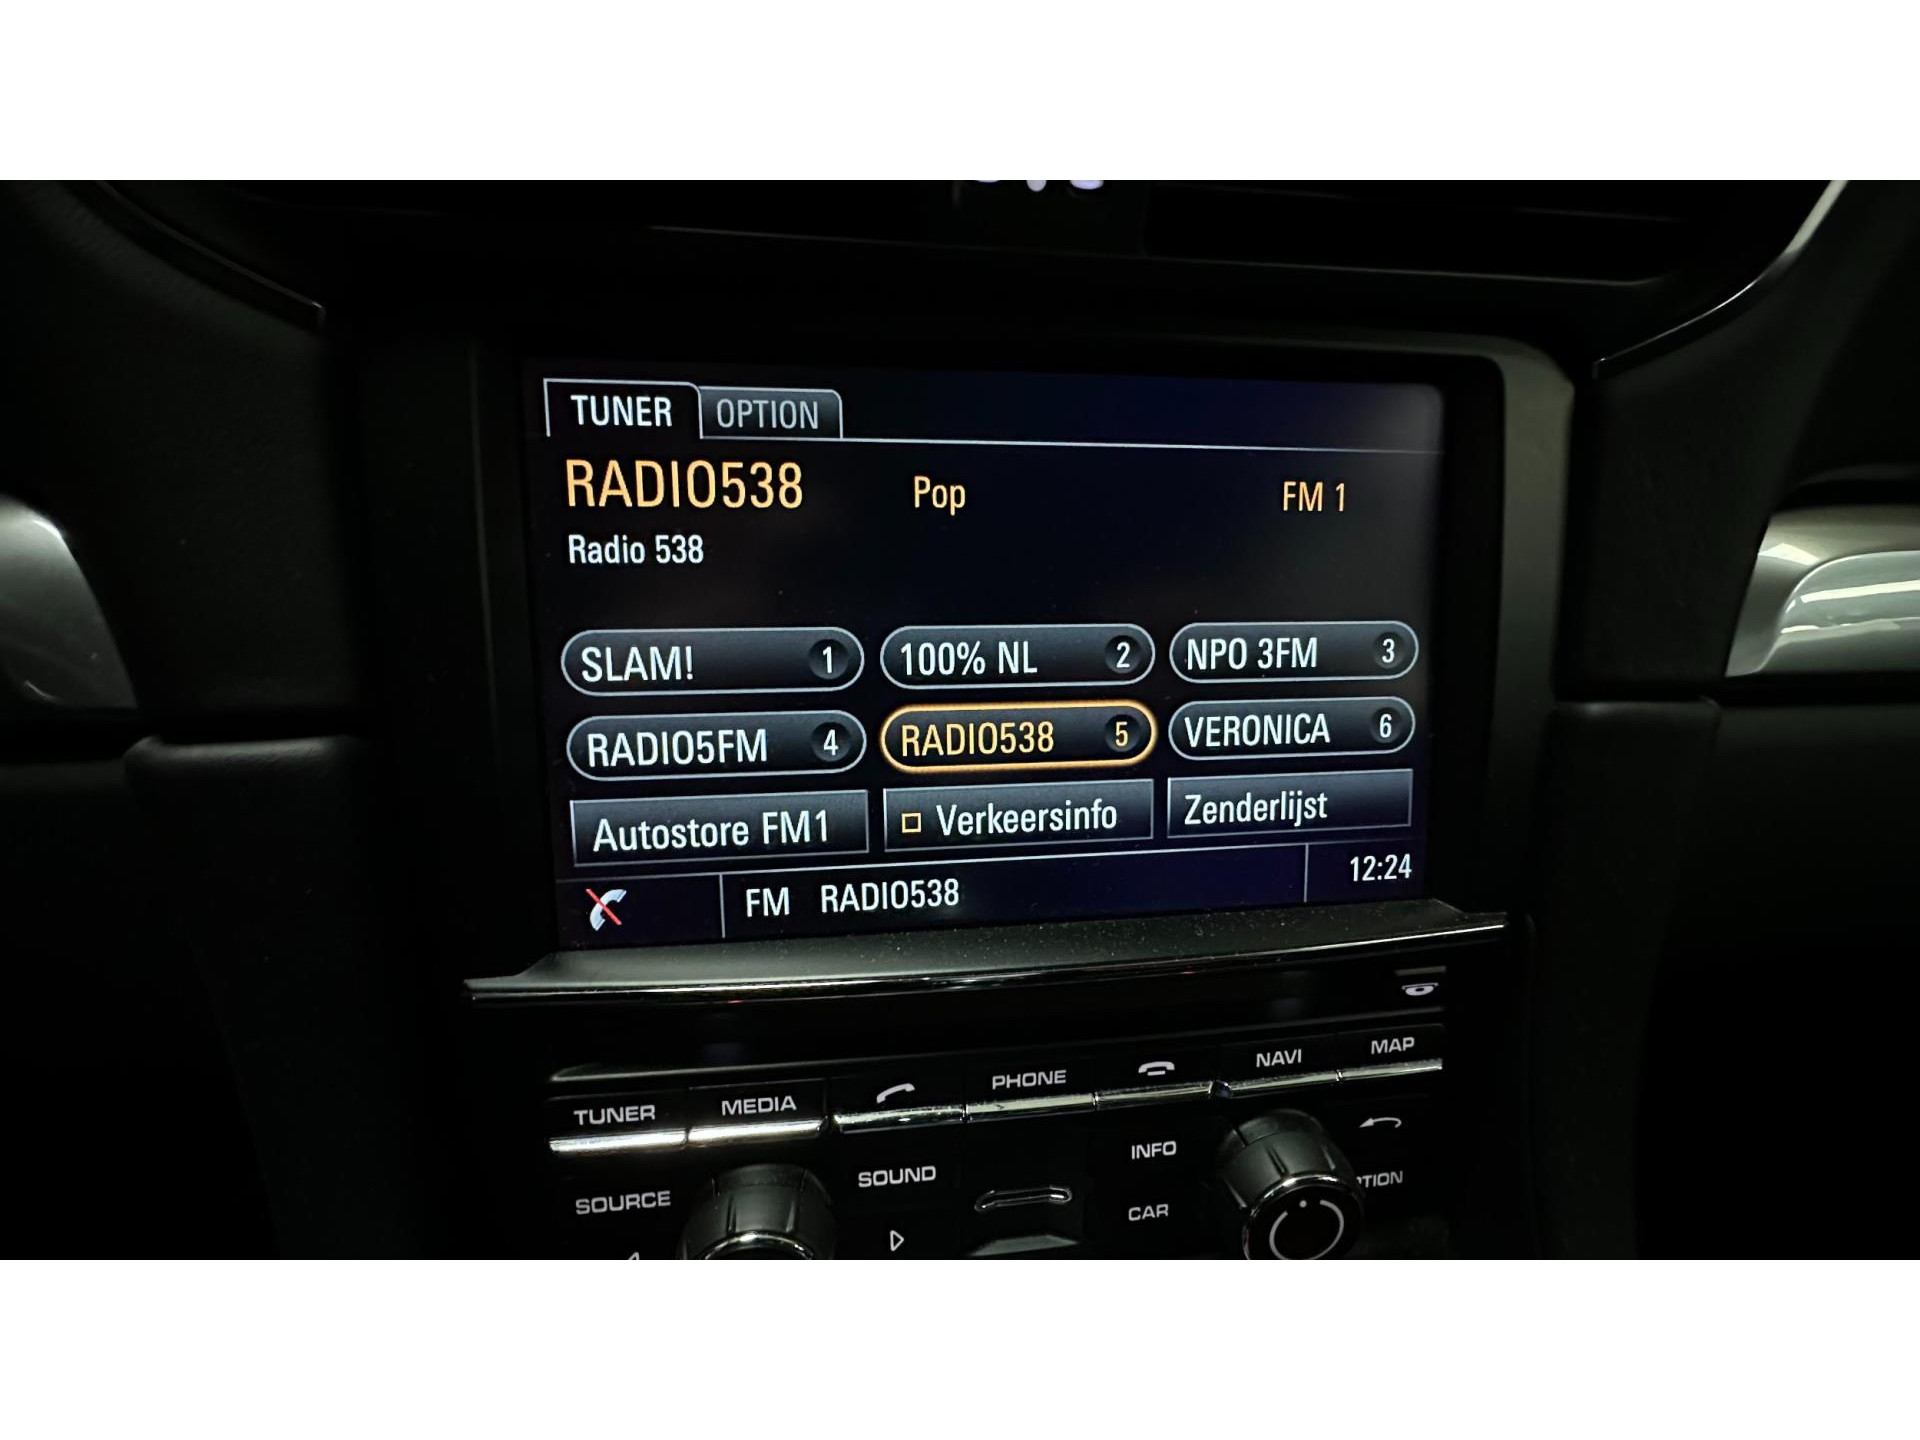 TUNER OPTION
RADIO538 Pop FM 1
Radio 538
SLAM! 1 100% NL 2 NPO 3FM 3
RADIO5FM 4 RADIO538 5 VERONICA 6
Autostore FM1 Verkeersinfo Zenderlijst
FM RADIO538 12:24
TUNER MEDIA PHONE NAVI MAP
SOURCE SOUND INFO
CAR